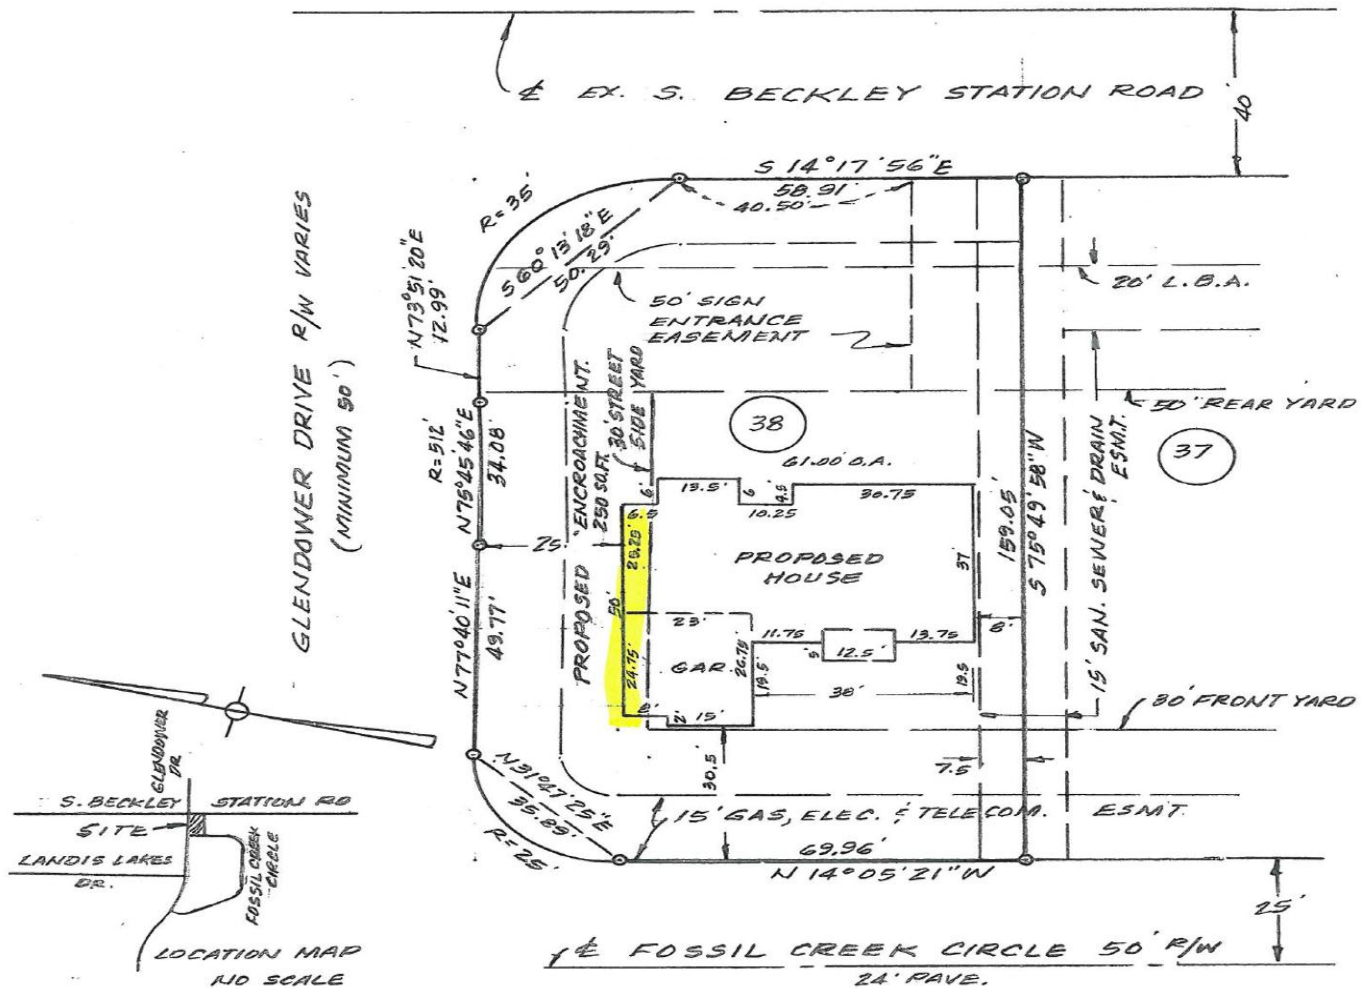 ℄ EX. S. BECKLEY STATION ROAD
40
S 14°17'56"E
58.91'
40.50'
R=35'
S60°13'18"E
50.29'
N73°51'20"E
12.99'
GLENDOWER DRIVE R/W VARIES
(MINIMUM 50')
50' SIGN
ENTRANCE
EASEMENT
20' L.B.A.
30' STREET
SIDE YARD
50' REAR YARD
38
37
R=512'
N75°45'46"E
34.08'
PROPOSED ENCROACHMENT.
250 SQ.FT.
61.00' O.A.
6'
13.5'
6
4.5
10.25
30.75
6.5
25
25.25'
50'
PROPOSED
HOUSE
37
159.05'
S 75°49'58"W
15' SAN. SEWER & DRAIN
ESM'T.
N77°40'11"E
49.77'
23'
11.75
13.75
8'
12.5'
5
GAR.
24.75'
26.75
19.5'
38'
19.5
8'
2'
15'
30' FRONT YARD
30.5
7.5
N31°47'25"E
35.89'
R=25'
15' GAS, ELEC. & TELECOM. ESMT.
69.96'
N 14°05'21"W
25'
℄ FOSSIL CREEK CIRCLE 50' R/W
24' PAVE.
GLENDOWER
DR
S. BECKLEY STATION RD
SITE
LANDIS LAKES
DR.
FOSSIL CREEK
CIRCLE
LOCATION MAP
NO SCALE